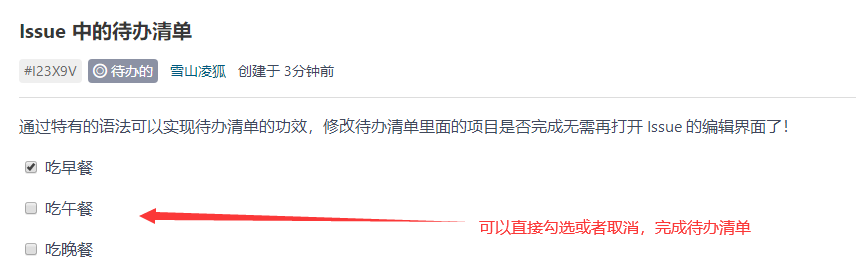 Issue 中的待办清单
#I23X9V 待办的 雪山凌狐 创建于 3分钟前
通过特有的语法可以实现待办清单的功效，修改待办清单里面的项目是否完成无需再打开 Issue 的编辑界面了！
吃早餐
吃午餐
可以直接勾选或者取消，完成待办清单
吃晚餐